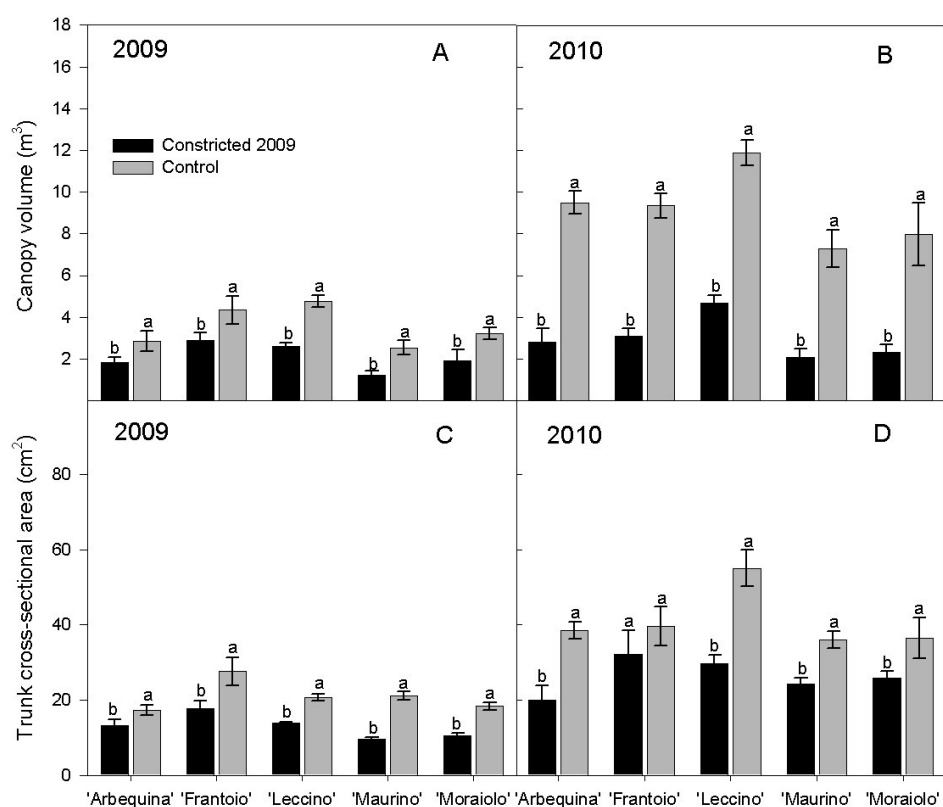 18
16
14
12
10
8
6
4
2
Canopy volume (m³)
2009
A
Constricted 2009
Control
b a b a b a b a b a
2010
B
b a b a b a b a b a
80
60
40
20
0
Trunk cross-sectional area (cm²)
2009
C
b a b a b a b a b a
2010
D
b a a a b a b a b a
'Arbequina' 'Frantoio' 'Leccino' 'Maurino' 'Moraiolo' 'Arbequina' 'Frantoio' 'Leccino' 'Maurino' 'Moraiolo'